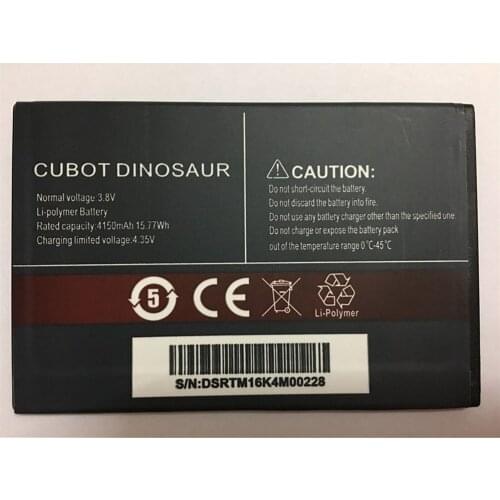 CUBOT DINOSAUR
Normal voltage: 3.8V
Li-polymer Battery
Rated capacity: 4150mAh 15.77Wh
Charging limited voltage: 4.35V
CAUTION:
Do not short-circuit the battery.
Do not discard the battery into fire.
Do not use any battery charger other than the specified one.
Do not charge or expose the battery pack
out of the temperature range 0℃-45℃
5
CE
Li-Polymer
S/N:DSRTM16K4M00228